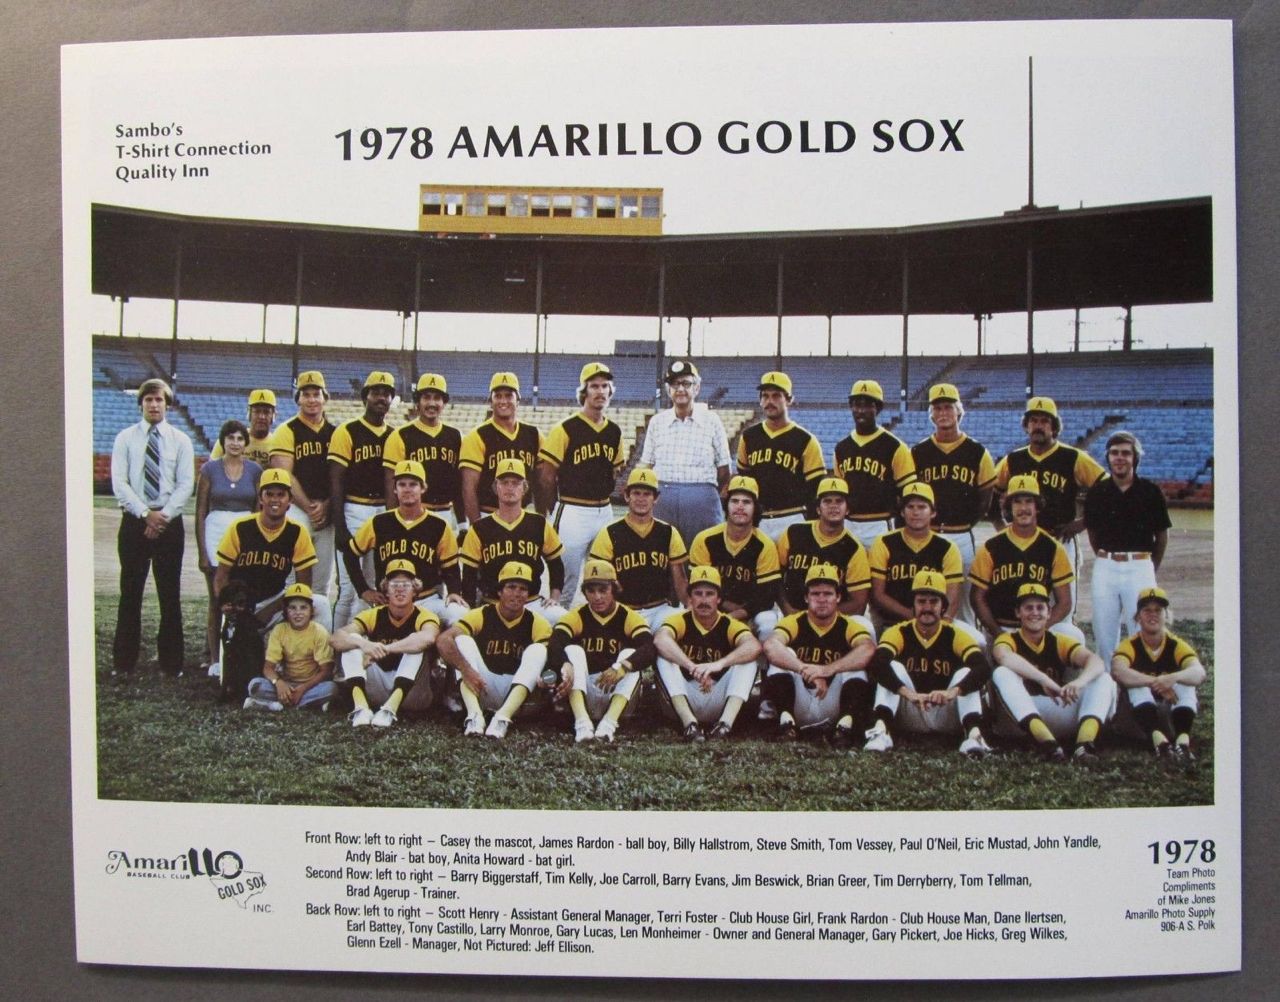 Sambo's
T-Shirt Connection
Quality Inn
1978 AMARILLO GOLD SOX
Front Row: left to right – Casey the mascot, James Rardon - ball boy, Billy Hallstrom, Steve Smith, Tom Vessey, Paul O'Neil, Eric Mustad, John Yandle,
Andy Blair - bat boy, Anita Howard - bat girl.
Second Row: left to right – Barry Biggerstaff, Tim Kelly, Joe Carroll, Barry Evans, Jim Beswick, Brian Greer, Tim Derryberry, Tom Tellman,
Brad Agerup - Trainer.
Back Row: left to right – Scott Henry - Assistant General Manager, Terri Foster - Club House Girl, Frank Rardon - Club House Man, Dane Ilertsen,
Earl Battey, Tony Castillo, Larry Monroe, Gary Lucas, Len Monheimer - Owner and General Manager, Gary Pickert, Joe Hicks, Greg Wilkes,
Glenn Ezell - Manager, Not Pictured: Jeff Ellison.
Amarillo
BASEBALL CLUB
GOLD SOX
INC.
1978
Team Photo
Compliments
of Mike Jones
Amarillo Photo Supply
906-A S. Polk